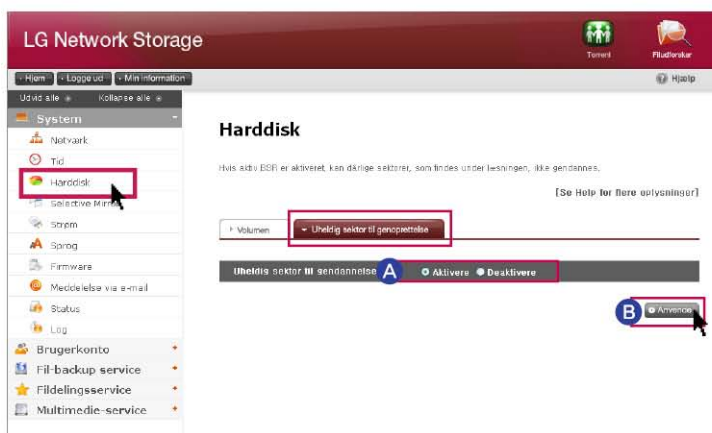 LG Network Storage
Torrent
Filudforsker
Hjem
Logge ud
Min information
Hjælp
Udvid alle
Kollapse alle
System
Netværk
Tid
Harddisk
Selective Mirror
Strøm
Sprog
Firmware
Meddelelse via e-mail
Status
Log
Brugerkonto
Fil-backup service
Fildelingsservice
Multimedie-service
Harddisk
Hvis aktiv BSR er aktiveret, kan dårlige sektorer, som findes under læsningen, ikke gendannes.
[Se Help for flere oplysninger]
Volumen
Uheldig sektor til genoprettelse
Uheldig sektor til gendannelse
A
Aktivere
Deaktivere
B
Anvende